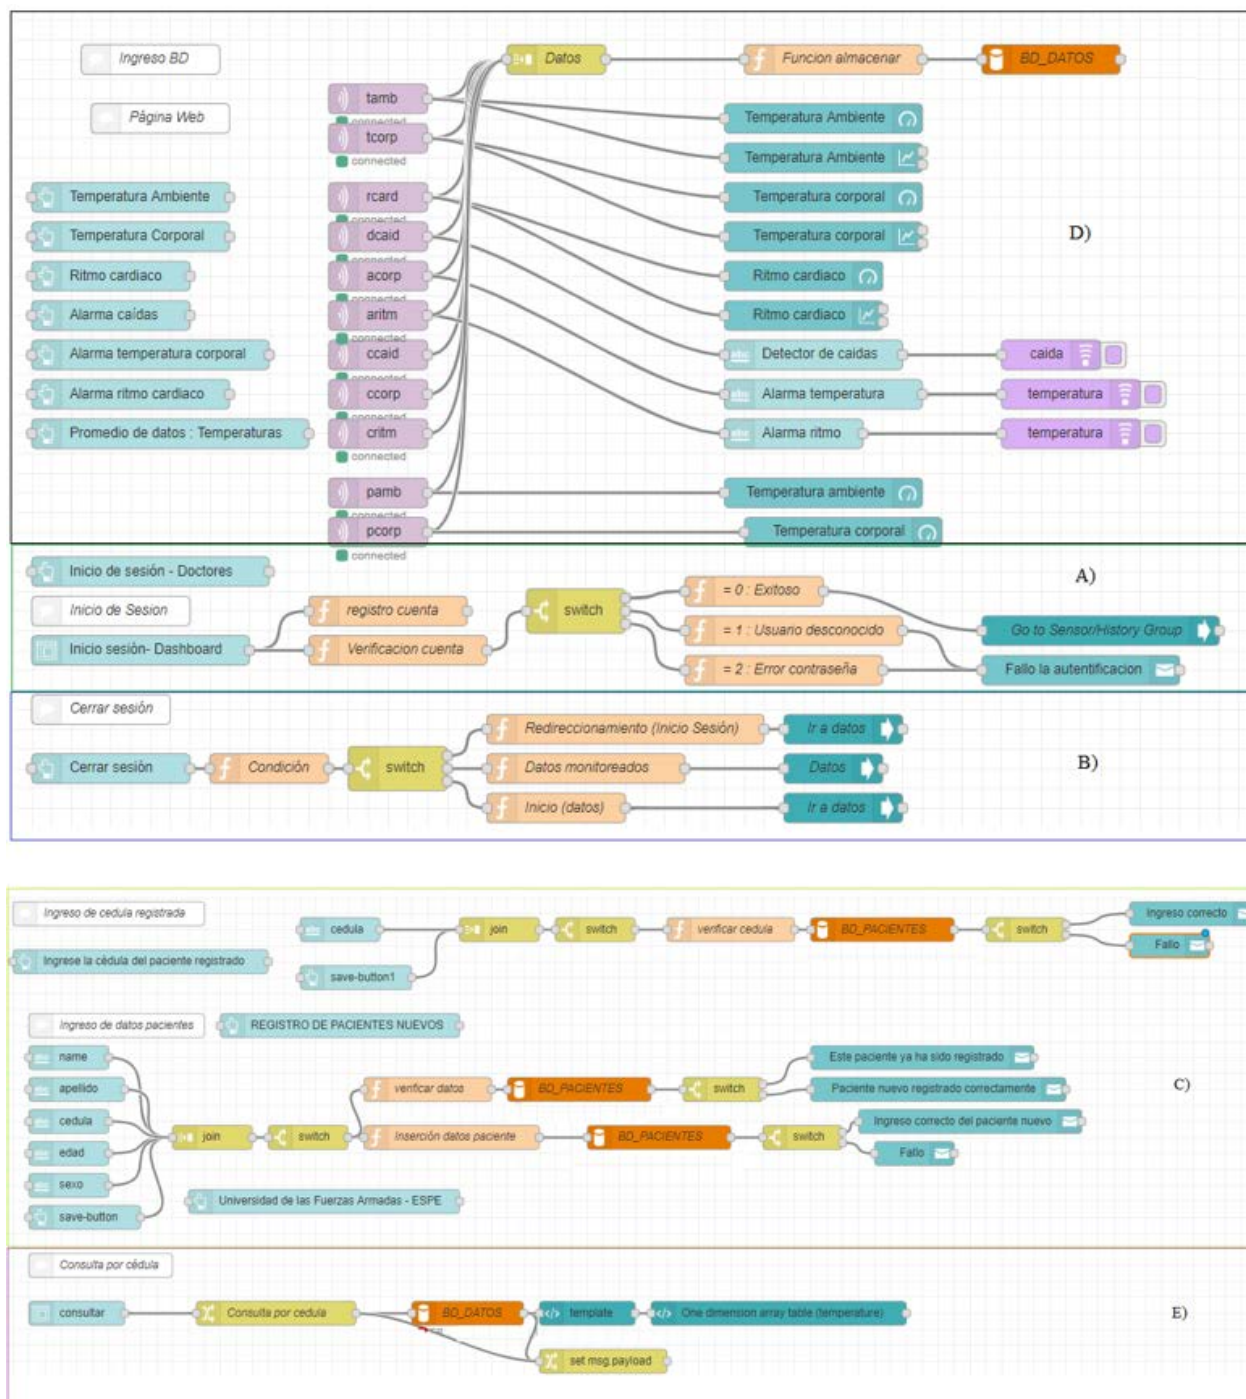 Ingreso BD
Datos
Funcion almacenar
BD_DATOS
Página Web
tamb
connected
tcorp
connected
rcard
connected
dcaid
connected
acorp
connected
aritm
connected
ccaid
connected
ccorp
connected
critm
connected
pamb
connected
pcorp
connected
Temperatura Ambiente
Temperatura Corporal
Ritmo cardiaco
Alarma caídas
Alarma temperatura corporal
Alarma ritmo cardiaco
Promedio de datos : Temperaturas
Temperatura Ambiente
Temperatura Ambiente
Temperatura corporal
Temperatura corporal
Ritmo cardiaco
Ritmo cardiaco
Detector de caidas
caida
Alarma temperatura
temperatura
Alarma ritmo
temperatura
Temperatura ambiente
Temperatura corporal
D)
Inicio de sesión - Doctores
Inicio de Sesion
Inicio sesión- Dashboard
registro cuenta
Verificacion cuenta
switch
= 0 : Exitoso
= 1 : Usuario desconocido
= 2 : Error contraseña
Go to Sensor/History Group
Fallo la autentificacion
A)
Cerrar sesión
Cerrar sesión
Condición
switch
Redireccionamiento (Inicio Sesión)
Ir a datos
Datos monitoreados
Datos
Inicio (datos)
Ir a datos
B)
Ingreso de cedula registrada
Ingrese la cédula del paciente registrado
cedula
save-button1
join
switch
verificar cedula
BD_PACIENTES
switch
Ingreso correcto
Fallo
Ingreso de datos pacientes
REGISTRO DE PACIENTES NUEVOS
name
apellido
cedula
edad
sexo
save-button
join
switch
verificar datos
BD_PACIENTES
switch
Este paciente ya ha sido registrado
Paciente nuevo registrado correctamente
Inserción datos paciente
BD_PACIENTES
switch
Ingreso correcto del paciente nuevo
Fallo
Universidad de las Fuerzas Armadas - ESPE
C)
Consulta por cédula
consultar
Consulta por cedula
BD_DATOS
template
One dimension array table (temperature)
set msg.payload
E)